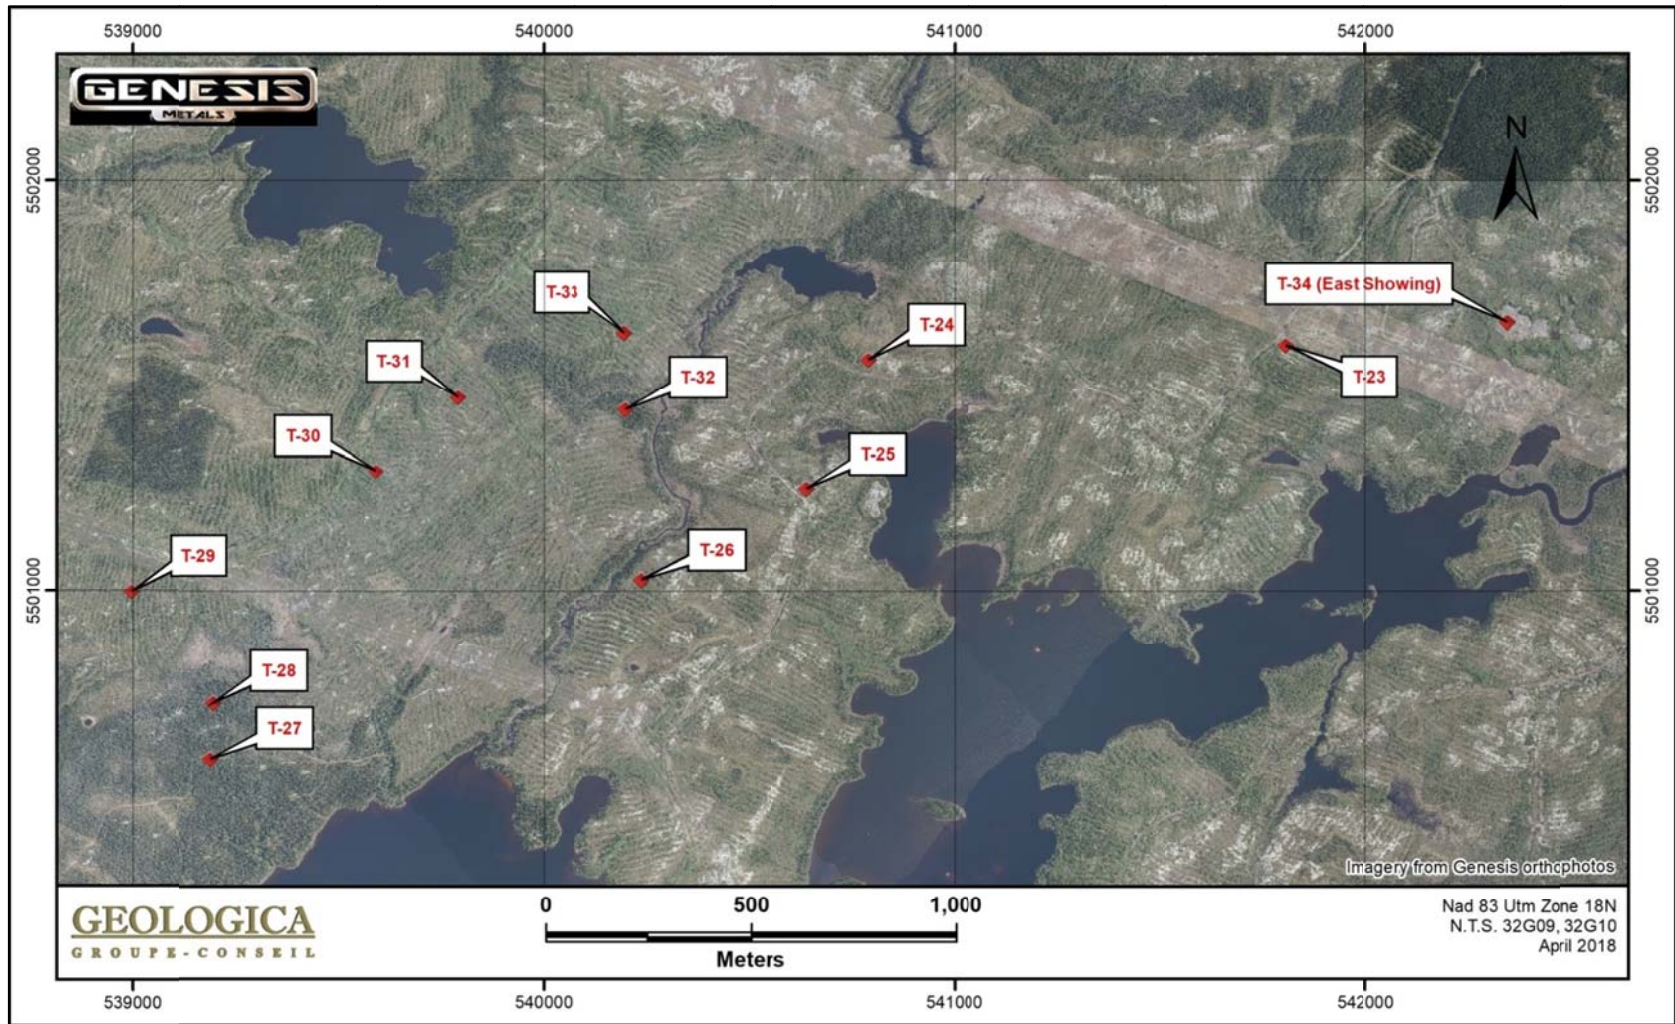 539000 540000 541000 542000
GENESIS
METALS
N
5502000 5502000
T-34 (East Showing)
T-33
T-24
T-31
T-32
T-23
T-30
T-25
T-29
T-26
5501000 5501000
T-28
T-27
Imagery from Genesis orthophotos
GEOLOGICA
GROUPE-CONSEIL
0 500 1,000
Meters
Nad 83 Utm Zone 18N
N.T.S. 32G09, 32G10
April 2018
539000 540000 541000 542000